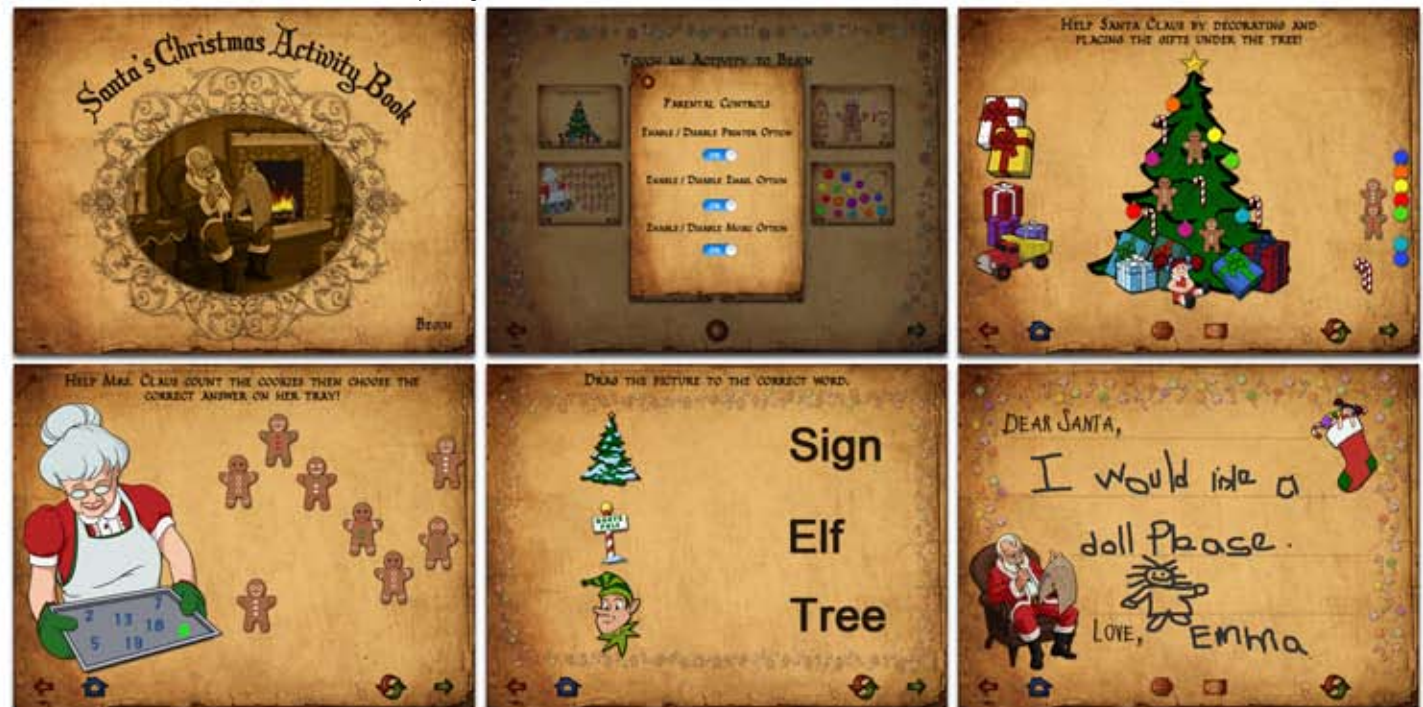 Santa's Christmas Activity Book
Begin
Touch an Activity to Begin
Parental Controls
Enable / Disable Printer Option
Enable / Disable Email Option
Enable / Disable Music Option
Help Santa Claus by decorating and
placing the gifts under the tree!
Help Mrs. Claus count the cookies then choose the
correct answer on her tray!
2 13 7
18
5 19
Drag the picture to the correct word.
Sign
North
Pole
Elf
Tree
Dear Santa,
I would like a
doll Please.
Love, Emma